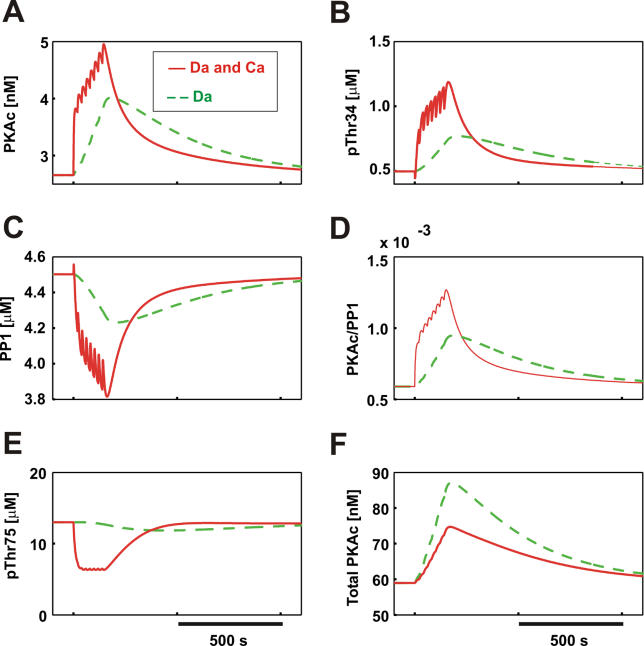 A
PKAc [nM]
5
4
3
Da and Ca
Da
B
pThr34 [μM]
1.5
1.0
0.5
C
PP1 [μM]
4.6
4.4
4.2
4.0
3.8
D
x 10 -3
PKAc/PP1
1.5
1.0
0.5
E
pThr75 [μM]
20
10
0
500 s
F
Total PKAc [nM]
90
80
70
60
50
500 s